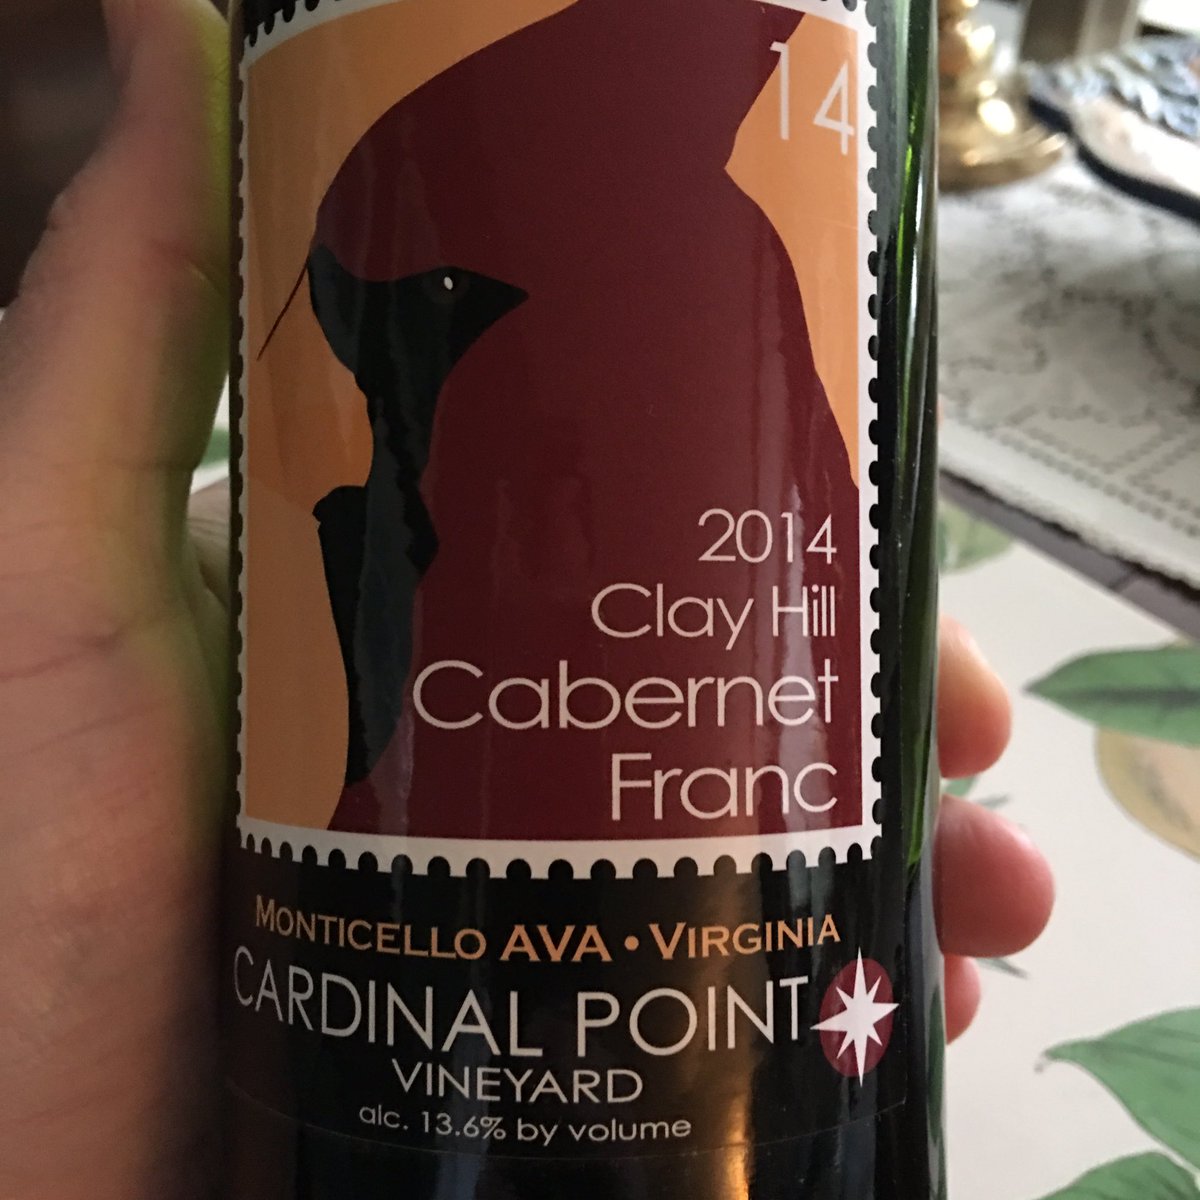 14
2014
Clay Hill
Cabernet
Franc
MONTICELLO AVA • VIRGINIA
CARDINAL POINT
VINEYARD
alc. 13.6% by volume